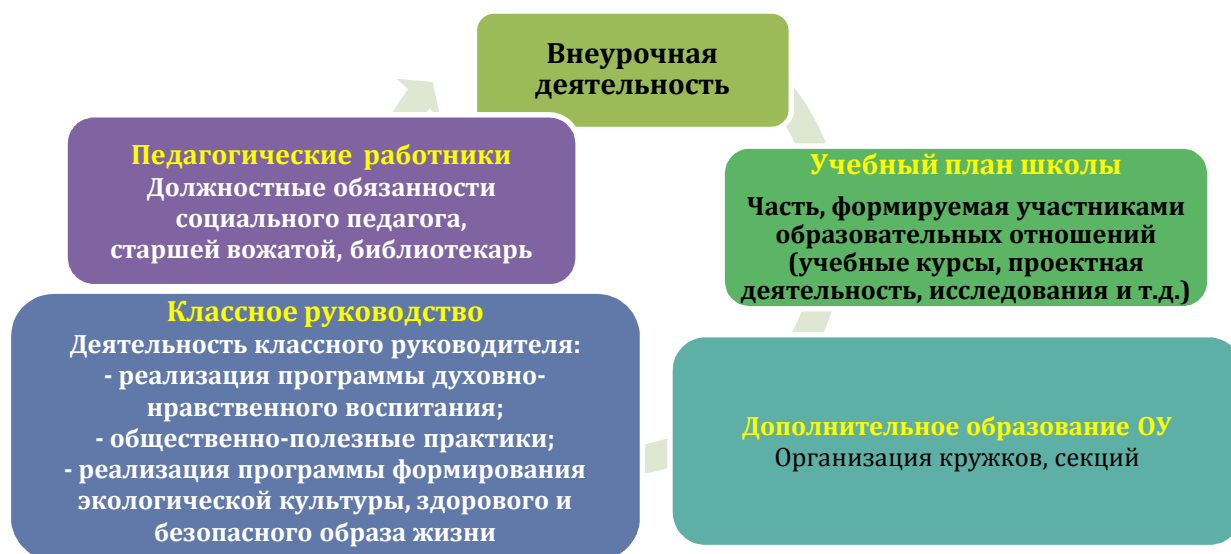 Внеурочная
деятельность
Педагогические работники
Должностные обязанности
социального педагога,
старшей вожатой, библиотекарь
Учебный план школы
Часть, формируемая участниками
образовательных отношений
(учебные курсы, проектная
деятельность, исследования и т.д.)
Классное руководство
Деятельность классного руководителя:
- реализация программы духовно-
нравственного воспитания;
- общественно-полезные практики;
- реализация программы формирования
экологической культуры, здорового и
безопасного образа жизни
Дополнительное образование ОУ
Организация кружков, секций